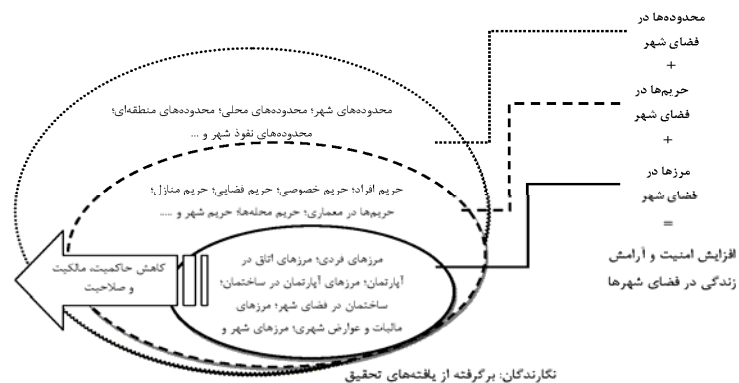 محدوده‌ها در
فضای شهر
+
حریم‌ها در
فضای شهر
+
مرزها در
فضای شهر
=
افزایش امنیت و آرامش
زندگی در فضای شهرها
محدوده‌های شهر؛ محدوده‌های محلی؛ محدوده‌های منطقه‌ای؛
محدوده‌های نفوذ شهر و ...
حریم افراد؛ حریم خصوصی؛ حریم فضایی؛ حریم منازل؛
حریم‌ها در معماری؛ حریم محله‌ها؛ حریم شهر و .....
مرزهای فردی؛ مرزهای اتاق در
آپارتمان؛ مرزهای آپارتمان در ساختمان؛
ساختمان در فضای شهر؛ مرزهای
مالیات و عوارض شهری؛ مرزهای شهر و
کاهش حاکمیت، مالکیت
و صلاحیت
نگارندگان: برگرفته از یافته‌های تحقیق